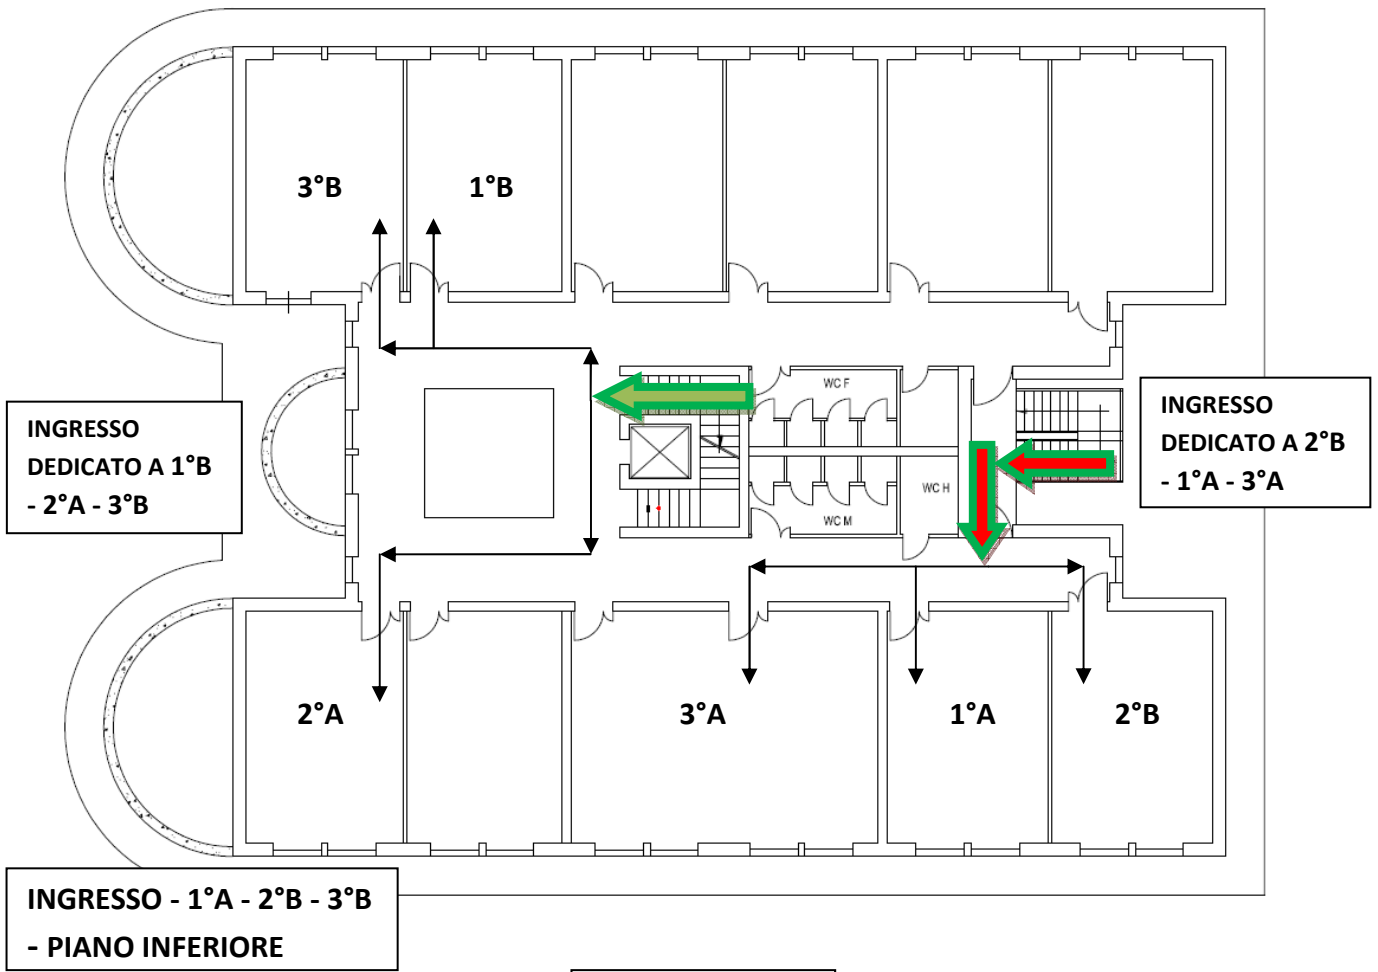 3°B
1°B
WC F
INGRESSO
DEDICATO A 1°B
- 2°A - 3°B
INGRESSO
DEDICATO A 2°B
- 1°A - 3°A
WC H
WC M
2°A
3°A
1°A
2°B
INGRESSO - 1°A - 2°B - 3°B
- PIANO INFERIORE